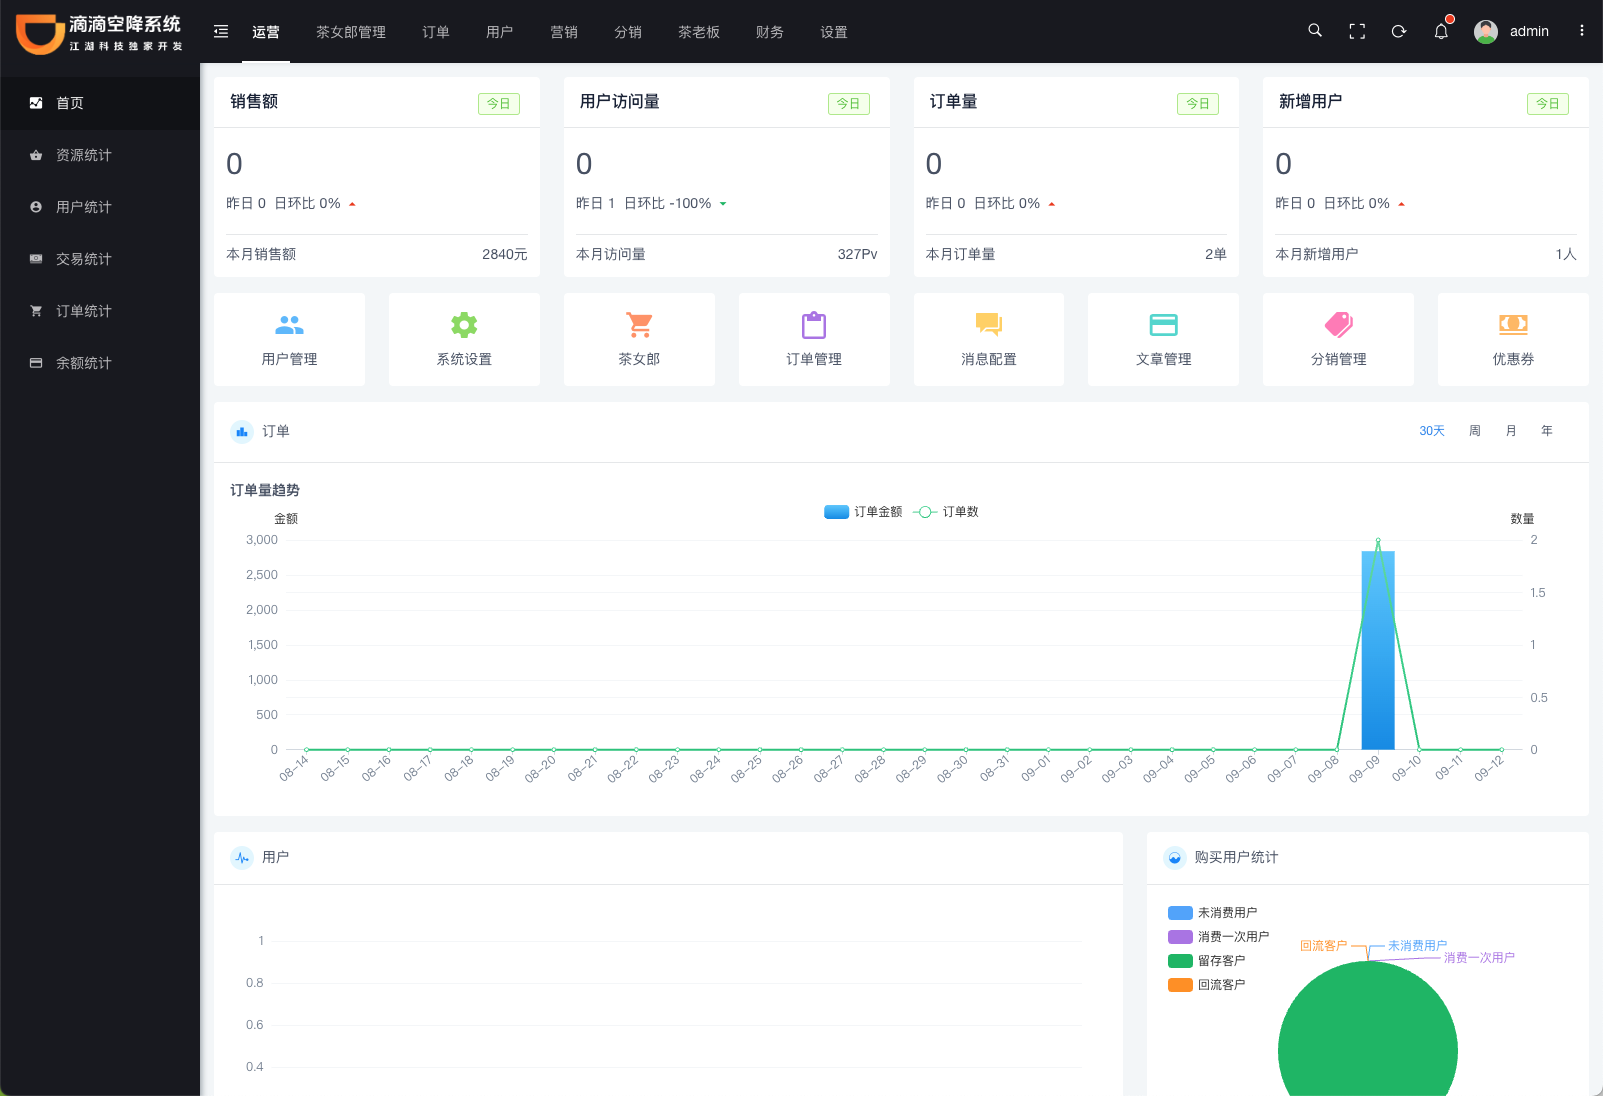 滴滴空降系统
江湖科技独家开发
运营 茶女郎管理 订单 用户 营销 分销 茶老板 财务 设置
admin
首页
资源统计
用户统计
交易统计
订单统计
余额统计
销售额 今日
0
昨日 0 日环比 0%
本月销售额 2840元
用户访问量 今日
0
昨日 1 日环比 -100%
本月访问量 327Pv
订单量 今日
0
昨日 0 日环比 0%
本月订单量 2单
新增用户 今日
0
昨日 0 日环比 0%
本月新增用户 1人
用户管理 系统设置 茶女郎 订单管理 消息配置 文章管理 分销管理 优惠券
订单 30天 周 月 年
订单量趋势
订单金额 订单数
金额 数量
3,000 2
2,500
1.5
2,000
1,500 1
1,000
0.5
500
0 0
08-14 08-15 08-16 08-17 08-18 08-19 08-20 08-21 08-22 08-23 08-24 08-25 08-26 08-27 08-28 08-29 08-30 08-31 09-01 09-02 09-03 09-04 09-05 09-06 09-07 09-08 09-09 09-10 09-11 09-12
用户
1
0.8
0.6
0.4
购买用户统计
未消费用户
消费一次用户
留存客户
回流客户
回流客户 未消费用户
消费一次用户